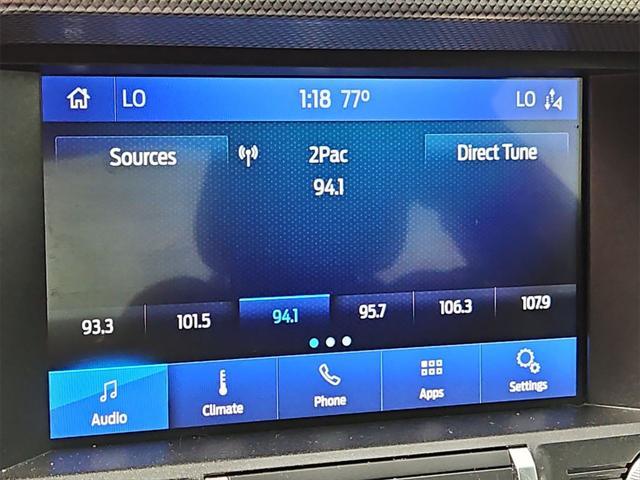 LO 1:18 77° LO
Sources 2Pac Direct Tune
94.1
93.3 101.5 94.1 95.7 106.3 107.9
Audio Climate Phone Apps Settings